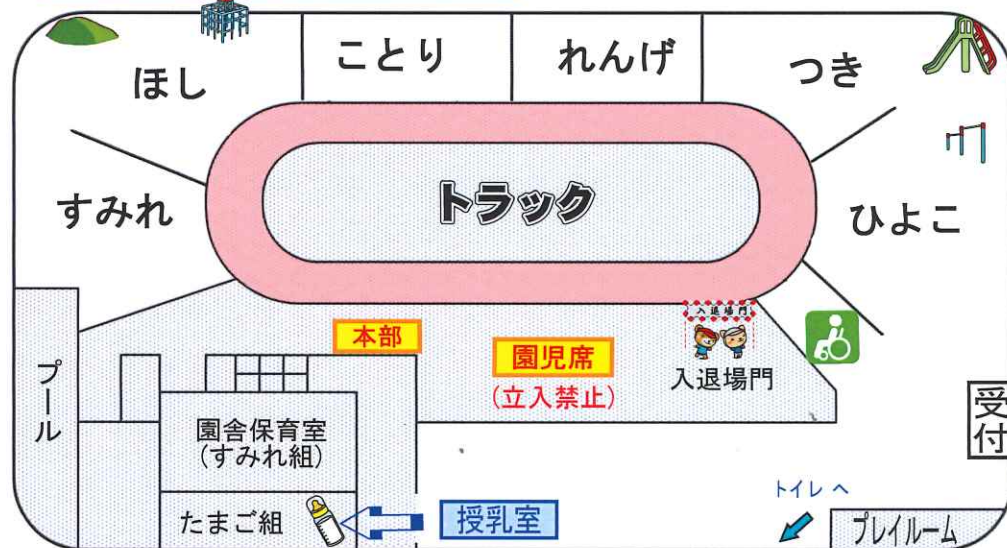 ほし
ことり
れんげ
つき
すみれ
トラック
ひよこ
入退場門
本部
園児席
(立入禁止)
入退場門
プール
受付
園舎保育室
(すみれ組)
たまご組
授乳室
トイレ へ
プレイルーム